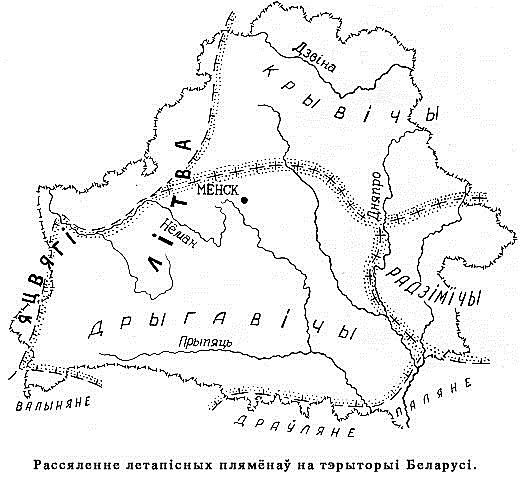 Дзвіна
КРЫВІЧЫ
ЛІТВА
МЕНСК
Дняпро
Нёман
ЯЦВЯГІ
РАДЗІМІЧЫ
ДРЫГАВІЧЫ
Прыпяць
ВАЛЫНЯНЕ
ДРАЎЛЯНЕ
ПАЛЯНЕ
Рассяленне летапісных плямёнаў на тэрыторыі Беларусі.